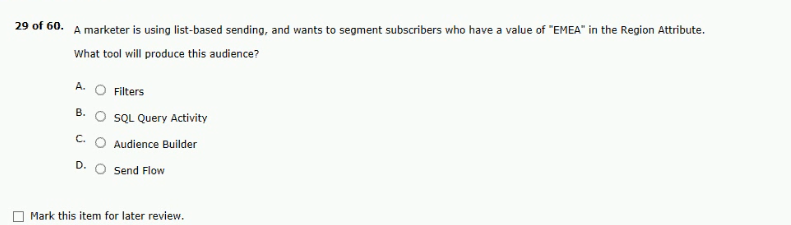 29 of 60. A marketer is using list-based sending, and wants to segment subscribers who have a value of "EMEA" in the Region Attribute.
What tool will produce this audience?
A. Filters
B. SQL Query Activity
C. Audience Builder
D. Send Flow
Mark this item for later review.